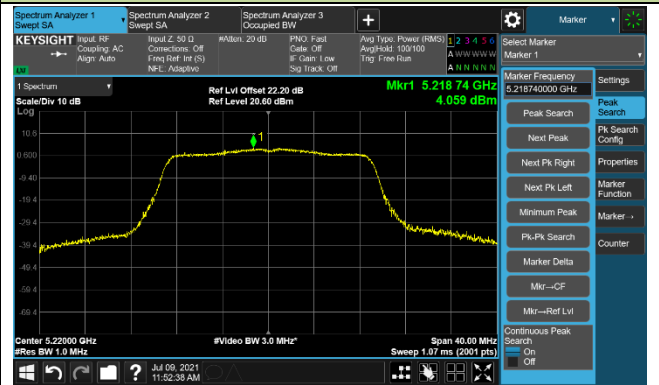 Spectrum Analyzer 1
Swept SA
Spectrum Analyzer 2
Swept SA
Spectrum Analyzer 3
Occupied BW
+
Marker
KEYSIGHT
Input: RF
Coupling: AC
Align: Auto
Input Z: 50 Ω
Corrections: Off
Freq Ref: Int (S)
NFE: Adaptive
#Atten: 20 dB
PNO: Fast
Gate: Off
IF Gain: Low
Sig Track: Off
Avg Type: Power (RMS)
Avg|Hold: 100/100
Trig: Free Run
1 2 3 4 5 6
A W W W W W
A N N N N N
LNI
Select Marker
Marker 1
1 Spectrum
Scale/Div 10 dB
Log
Ref Lvl Offset 22.20 dB
Ref Level 20.60 dBm
Mkr1 5.218 74 GHz
4.059 dBm
10.6
0.600
-9.40
-19.4
-29.4
-39.4
-49.4
-59.4
-69.4
1
Center 5.22000 GHz
#Res BW 1.0 MHz
#Video BW 3.0 MHz*
Span 40.00 MHz
Sweep 1.07 ms (2001 pts)
Marker Frequency
5.218740000 GHz
Peak Search
Next Peak
Next Pk Right
Next Pk Left
Minimum Peak
Pk-Pk Search
Marker Delta
Mkr→CF
Mkr→Ref Lvl
Continuous Peak
Search
On
Off
Settings
Peak
Search
Pk Search
Config
Properties
Marker
Function
Marker→
Counter
?
Jul 09, 2021
11:52:38 AM